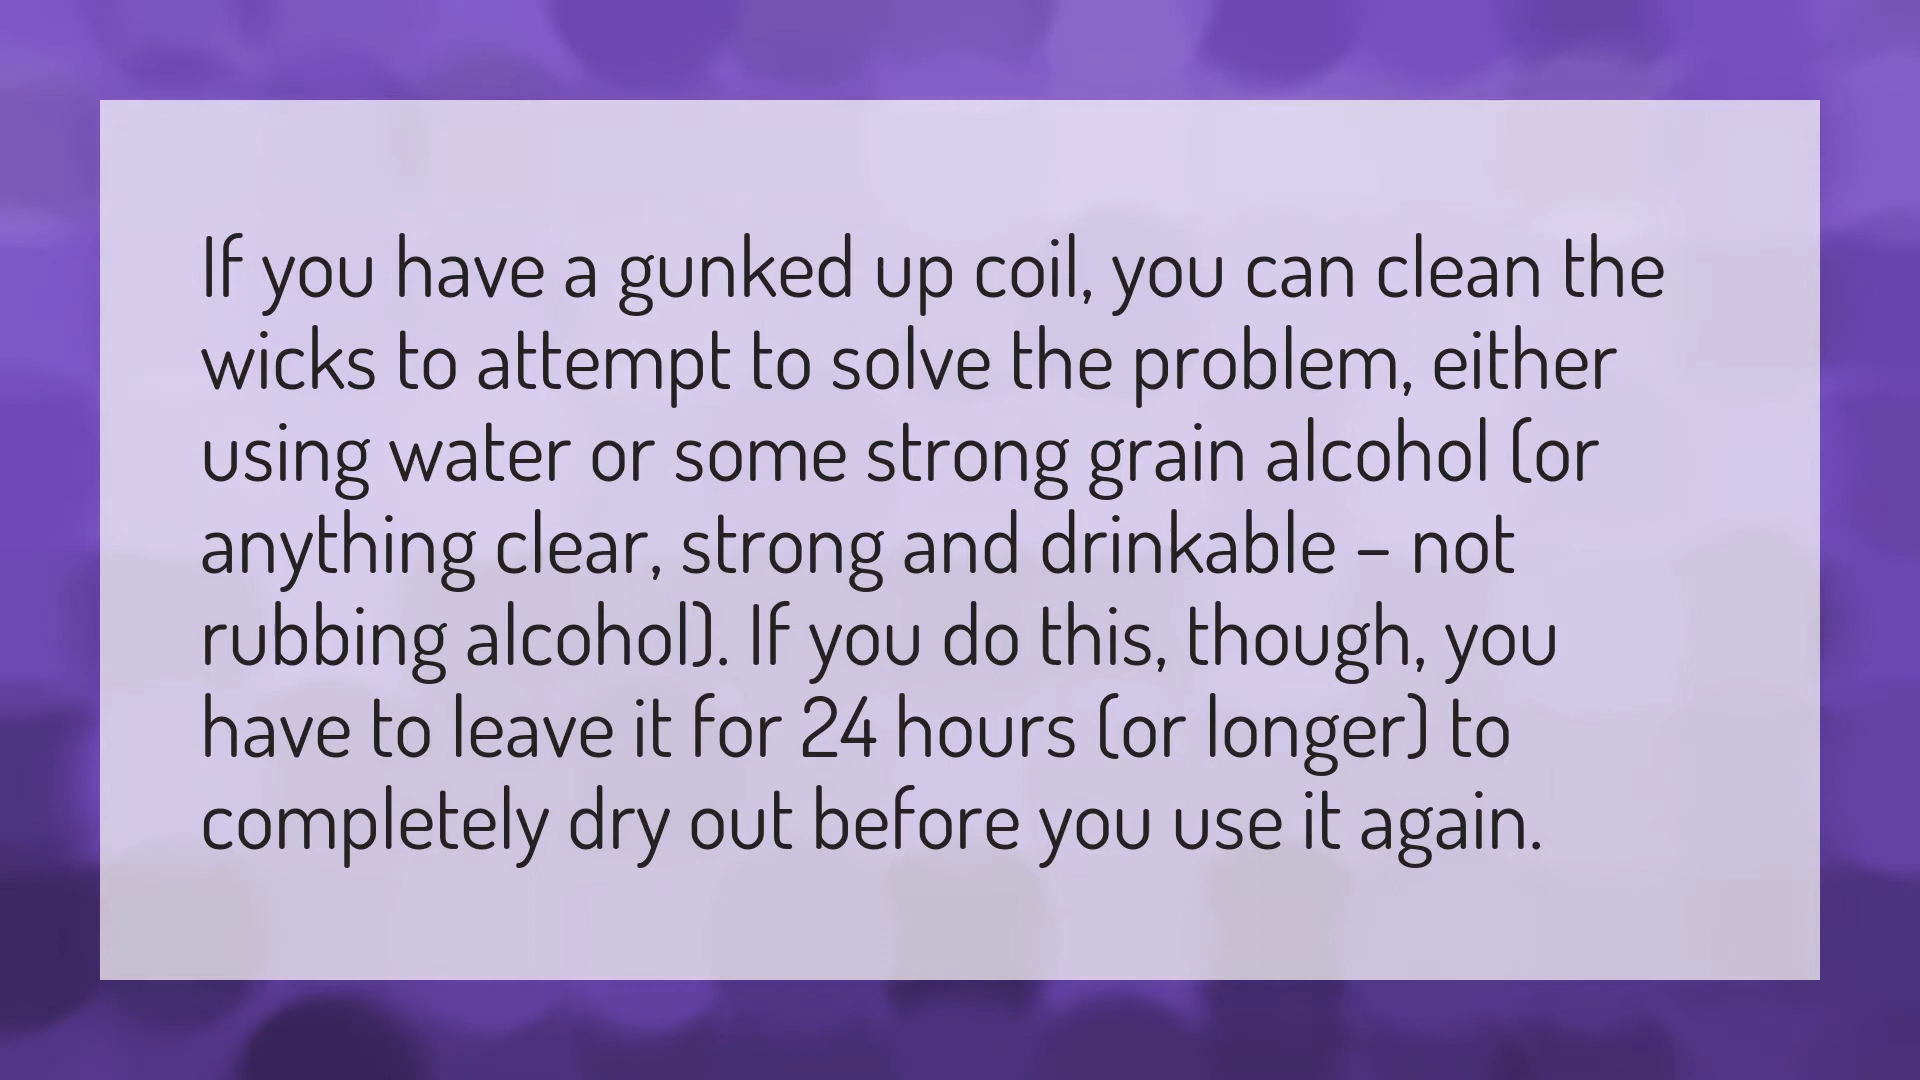 If you have a gunked up coil, you can clean the
wicks to attempt to solve the problem, either
using water or some strong grain alcohol (or
anything clear, strong and drinkable – not
rubbing alcohol). If you do this, though, you
have to leave it for 24 hours (or longer) to
completely dry out before you use it again.